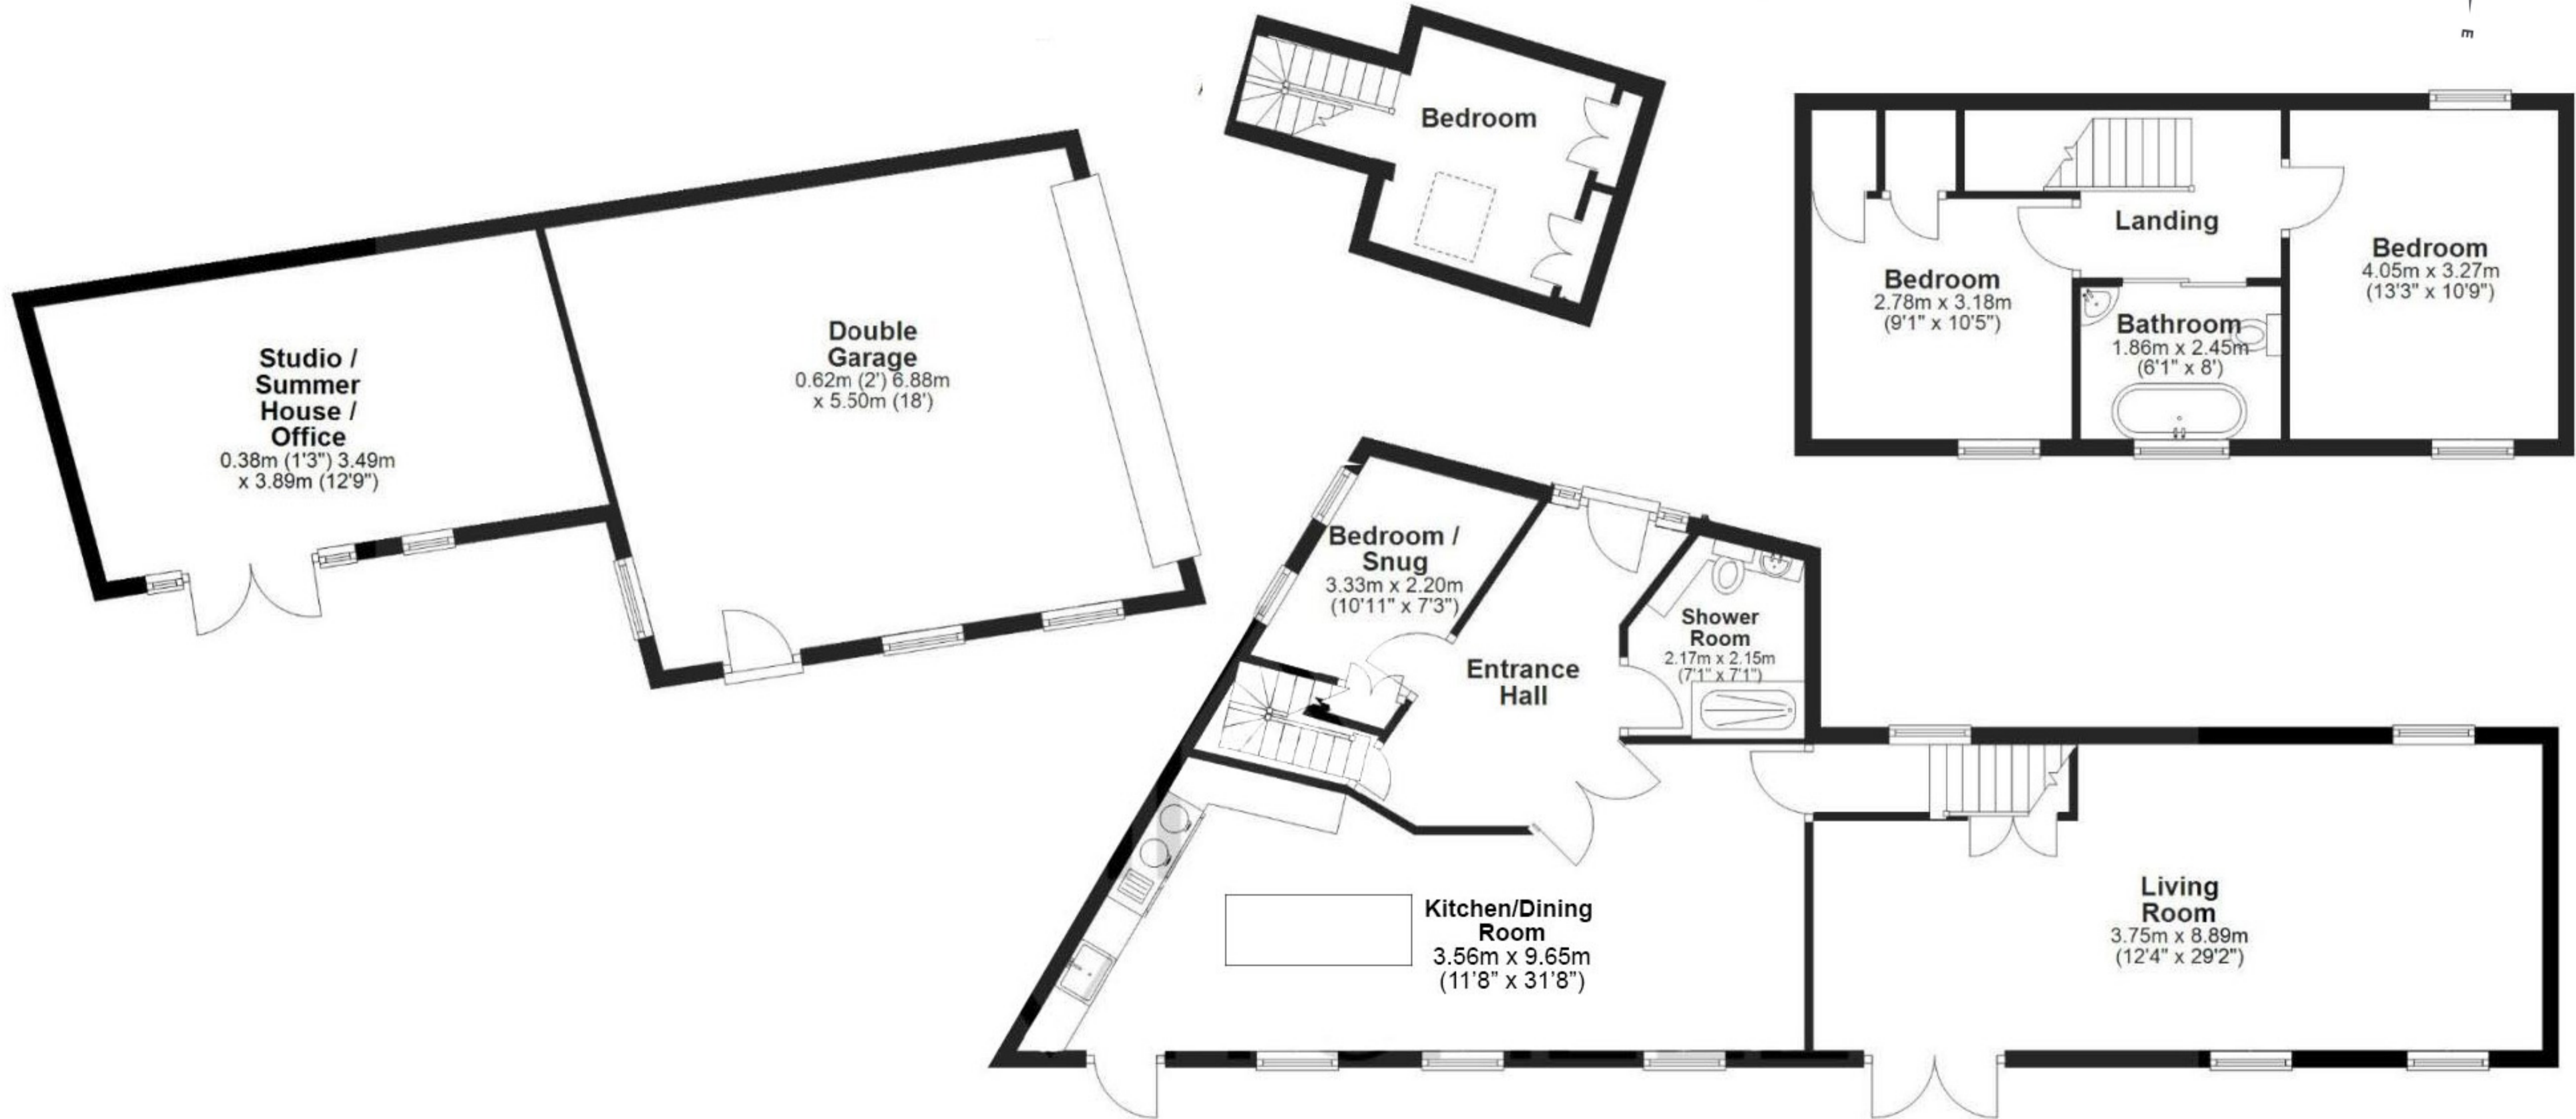 E
Bedroom
Landing
Bedroom
4.05m x 3.27m
(13'3" x 10'9")
Bedroom
2.78m x 3.18m
(9'1" x 10'5")
Bathroom
1.86m x 2.45m
(6'1" x 8')
Double
Garage
0.62m (2') 6.88m
x 5.50m (18')
Studio /
Summer
House /
Office
0.38m (1'3") 3.49m
x 3.89m (12'9")
Bedroom /
Snug
3.33m x 2.20m
(10'11" x 7'3")
Shower
Room
2.17m x 2.15m
(7'1" x 7'1")
Entrance
Hall
Kitchen/Dining
Room
3.56m x 9.65m
(11'8" x 31'8")
Living
Room
3.75m x 8.89m
(12'4" x 29'2")